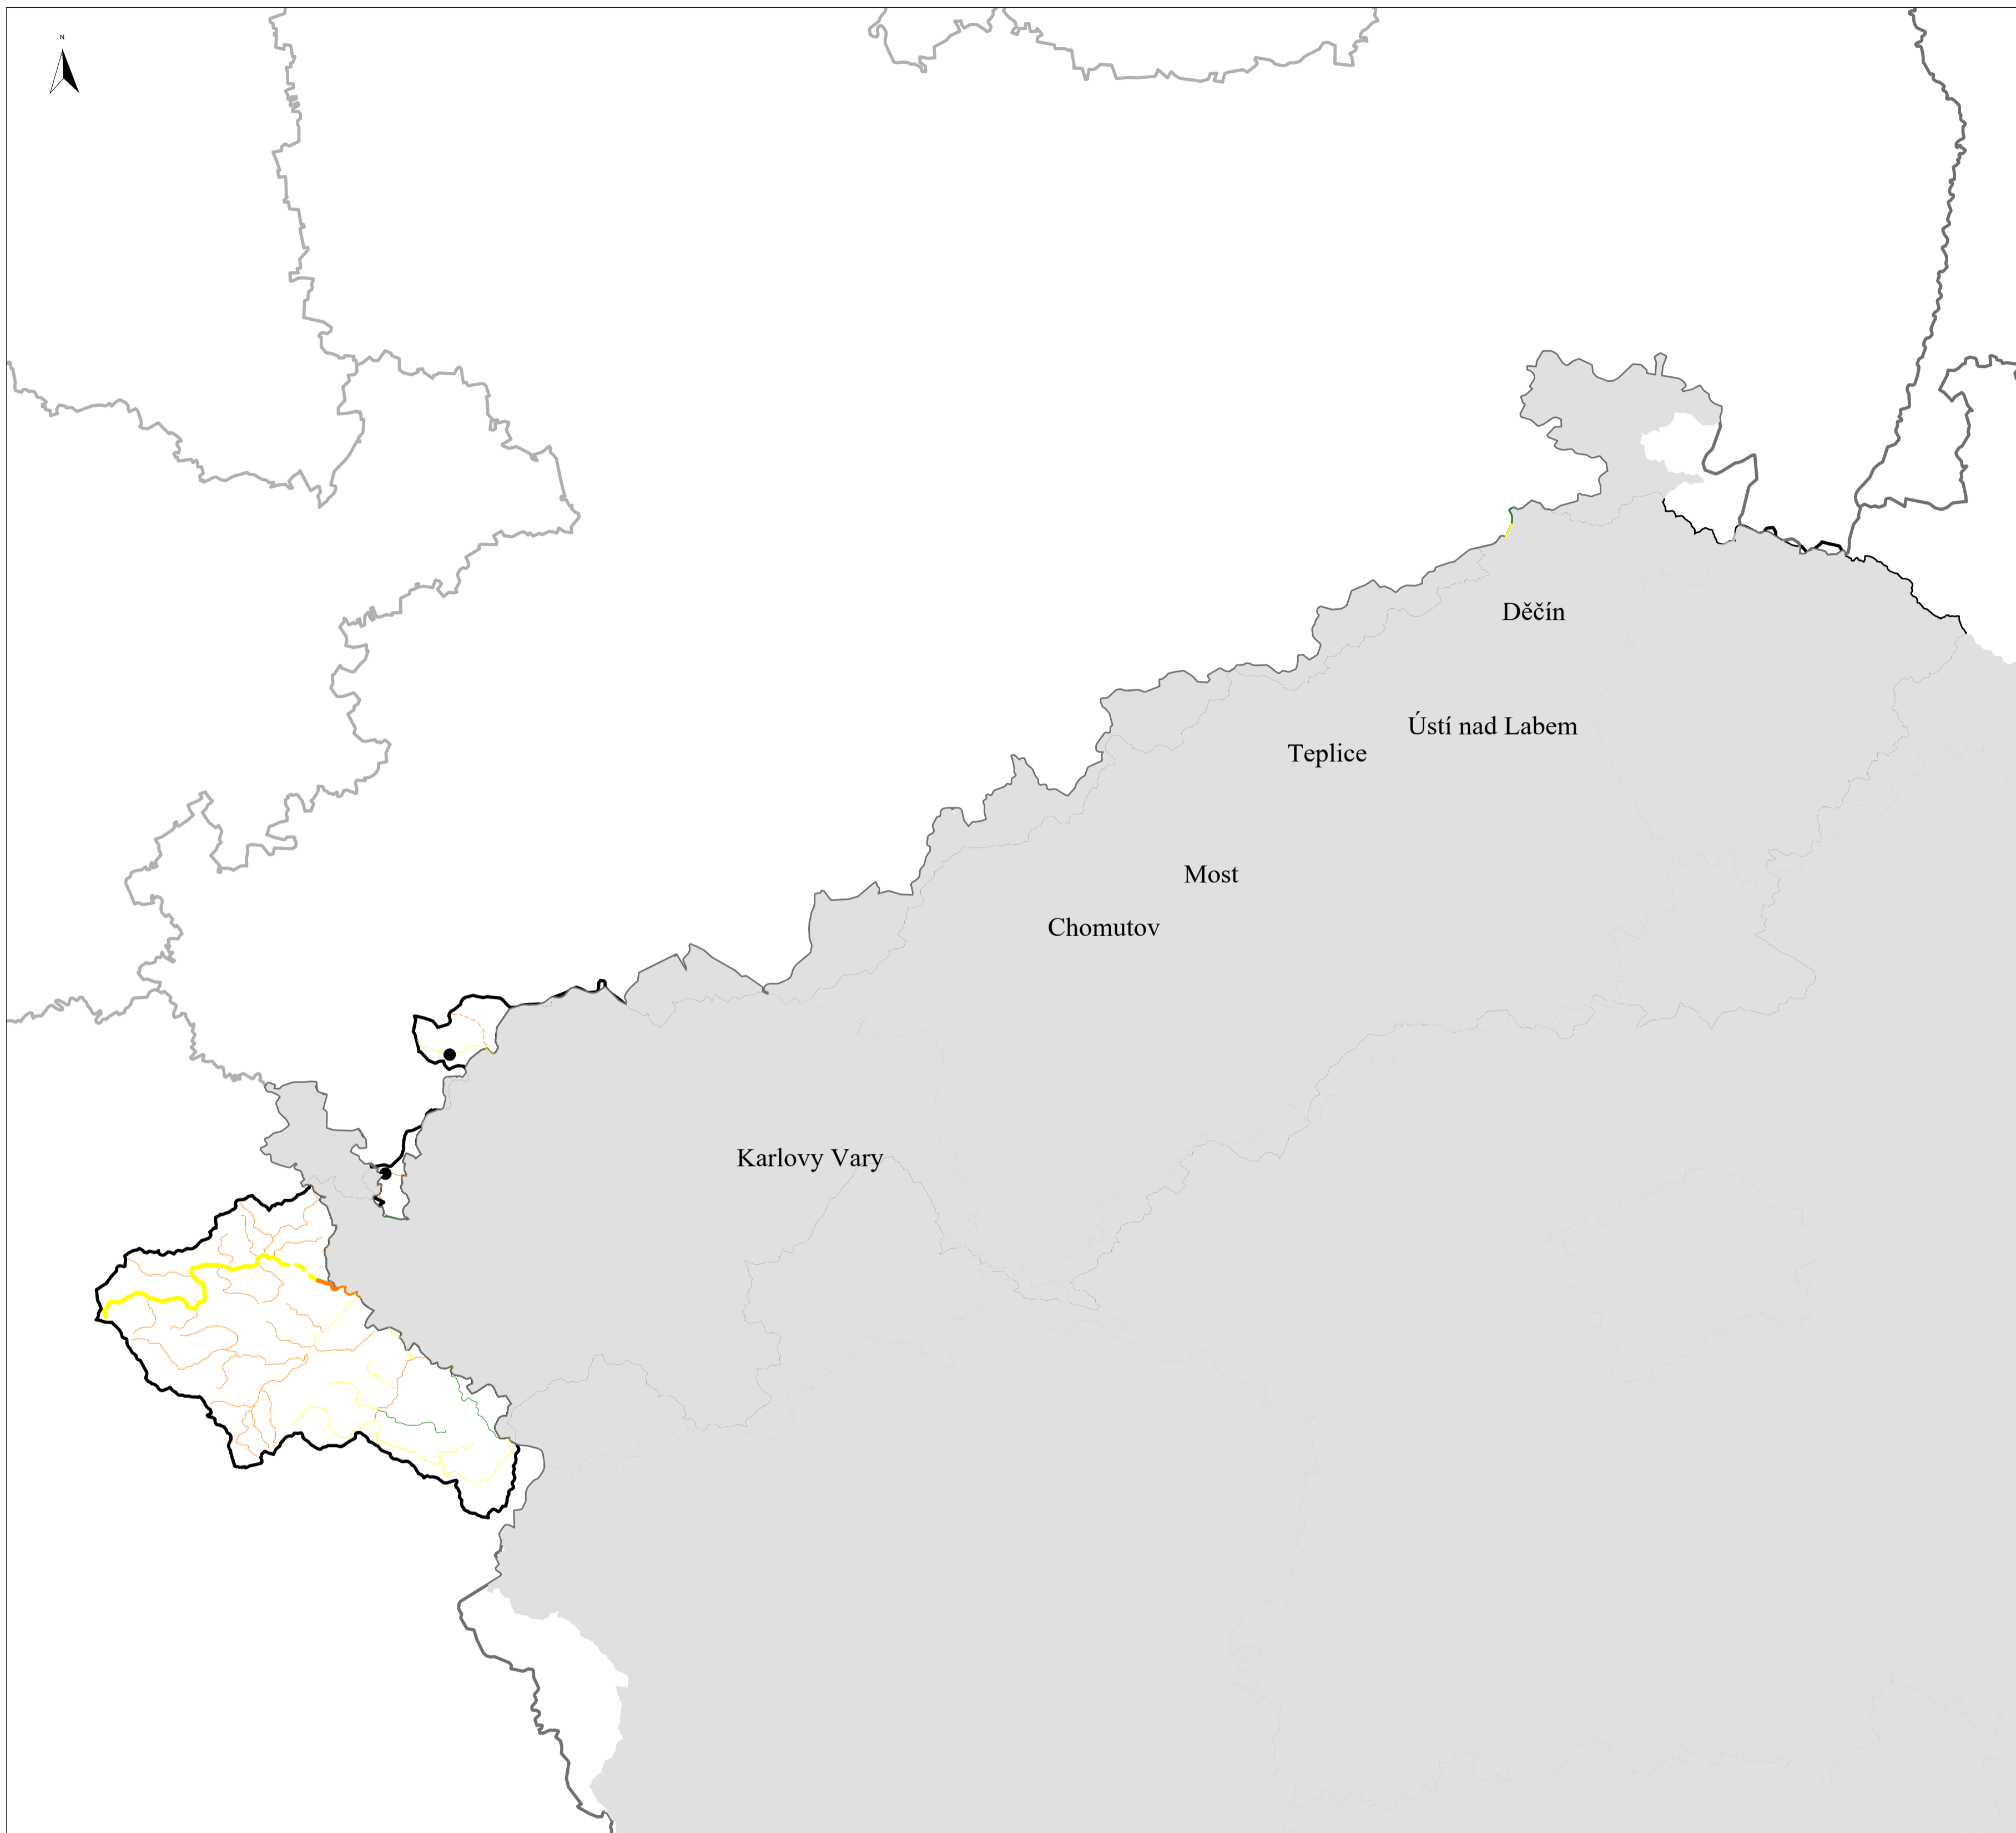 N
Děčín
Ústí nad Labem
Teplice
Most
Chomutov
Karlovy Vary